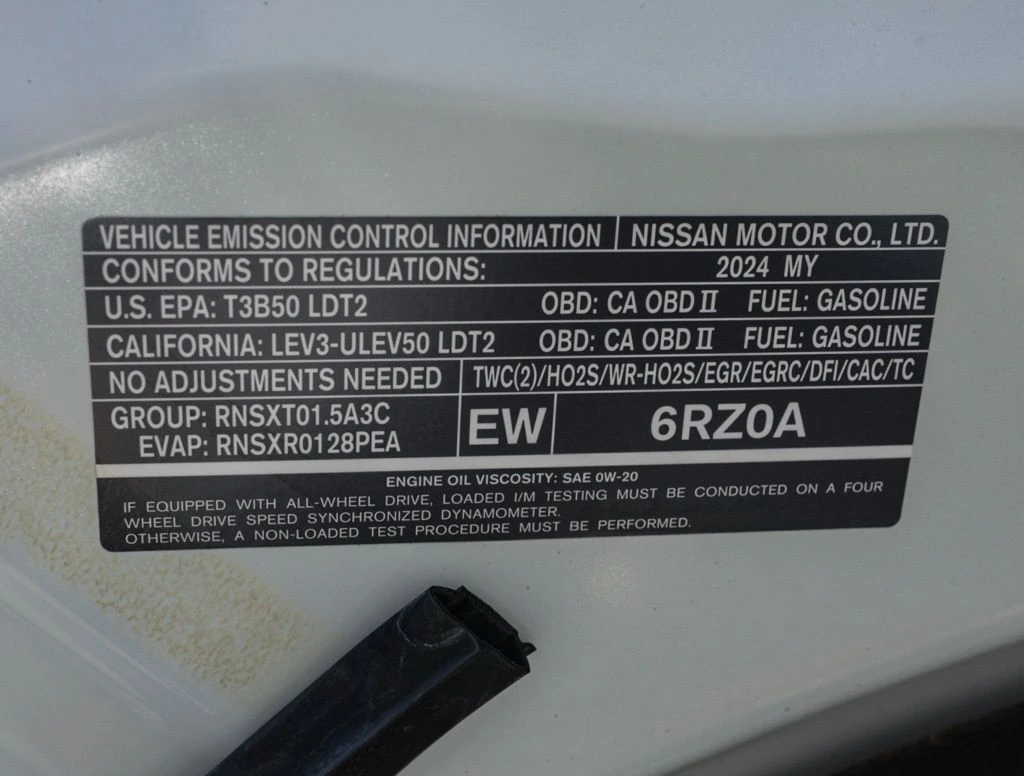 VEHICLE EMISSION CONTROL INFORMATION NISSAN MOTOR CO., LTD.
CONFORMS TO REGULATIONS: 2024 MY
U.S. EPA: T3B50 LDT2 OBD: CA OBD II FUEL: GASOLINE
CALIFORNIA: LEV3-ULEV50 LDT2 OBD: CA OBD II FUEL: GASOLINE
NO ADJUSTMENTS NEEDED TWC(2)/HO2S/WR-HO2S/EGR/EGRC/DFI/CAC/TC
GROUP: RNSXT01.5A3C
EVAP: RNSXR0128PEA
EW 6RZ0A
ENGINE OIL VISCOSITY: SAE 0W-20
IF EQUIPPED WITH ALL-WHEEL DRIVE, LOADED I/M TESTING MUST BE CONDUCTED ON A FOUR
WHEEL DRIVE SPEED SYNCHRONIZED DYNAMOMETER.
OTHERWISE, A NON-LOADED TEST PROCEDURE MUST BE PERFORMED.